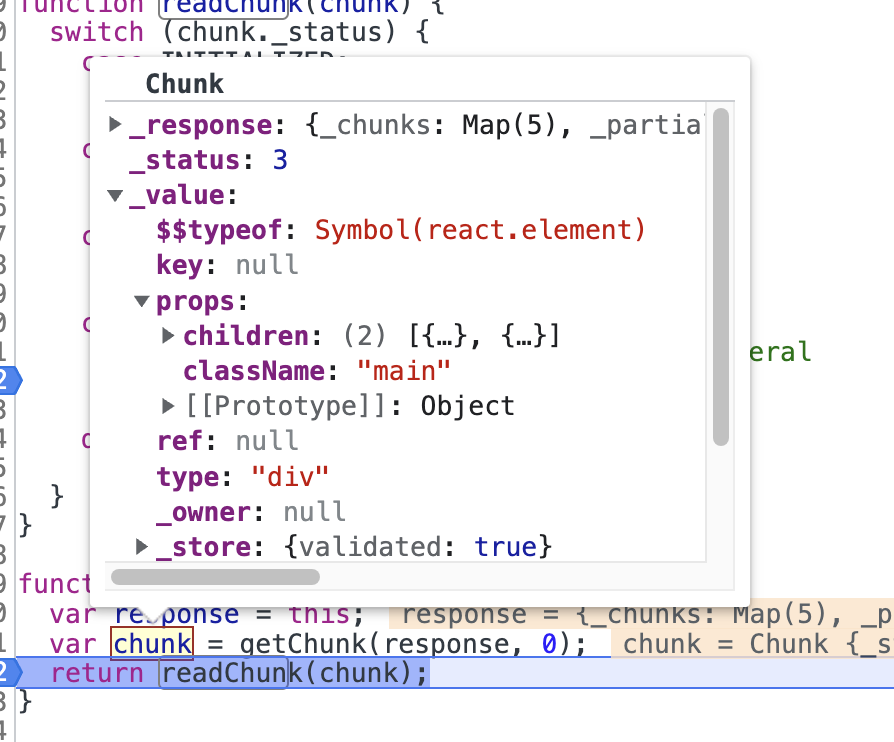 function readChunk(chunk) {
switch (chunk._status) {
Chunk
_response: {_chunks: Map(5), _partia
_status: 3
_value:
$$typeof: Symbol(react.element)
key: null
props:
children: (2) [{…}, {…}]
eral
className: "main"
[[Prototype]]: Object
ref: null
type: "div"
}
_owner: null
}
_store: {validated: true}
funct
var response = this; response = {_chunks: Map(5), _p
var chunk = getChunk(response, 0); chunk = Chunk {_s
return readChunk(chunk);
}